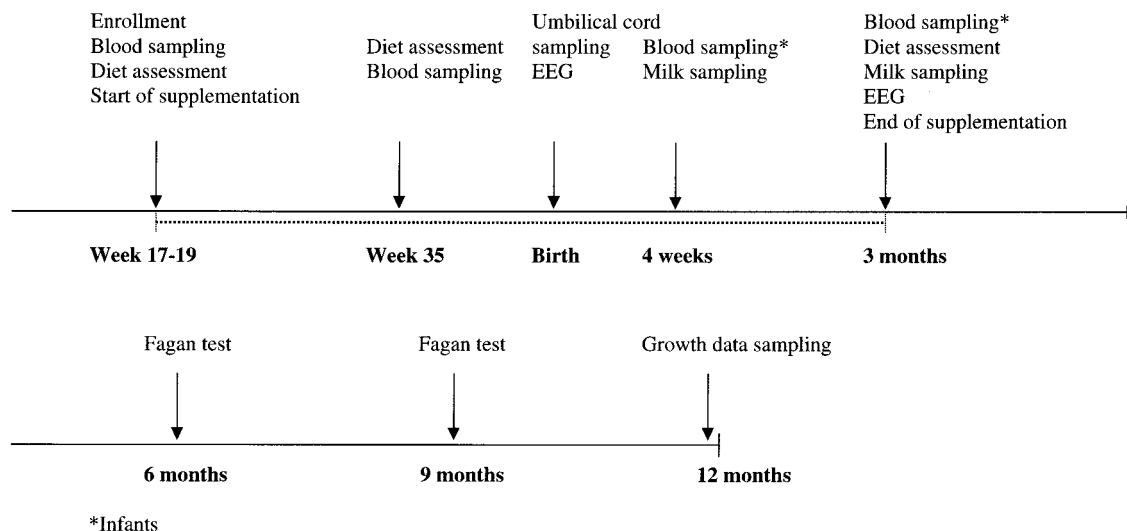 Enrollment
Blood sampling
Diet assessment
Start of supplementation
Diet assessment
Blood sampling
Umbilical cord
sampling
EEG
Blood sampling*
Milk sampling
Blood sampling*
Diet assessment
Milk sampling
EEG
End of supplementation
Week 17-19
Week 35
Birth
4 weeks
3 months
Fagan test
Fagan test
Growth data sampling
6 months
9 months
12 months
*Infants